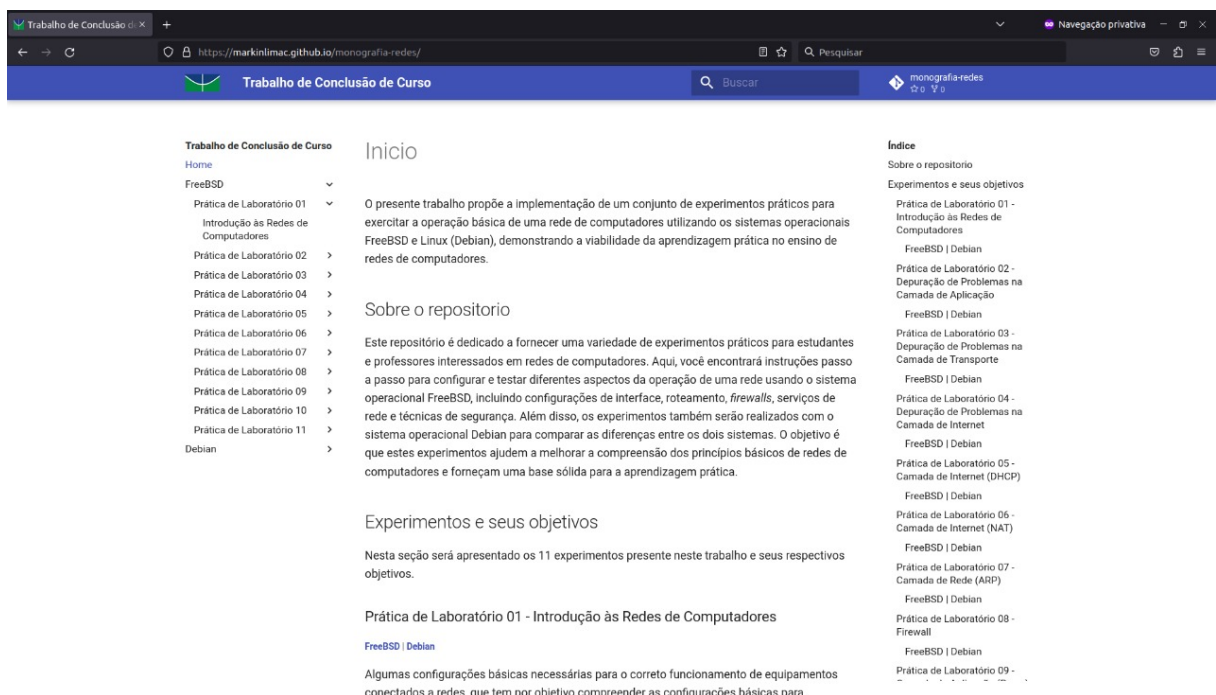 Trabalho de Conclusão de
Navegação privativa
https://markinlimac.github.io/monografia-redes/
Pesquisar
Trabalho de Conclusão de Curso
Buscar
monografia-redes
0 0
Trabalho de Conclusão de Curso
Home
FreeBSD
Prática de Laboratório 01
Introdução às Redes de
Computadores
Prática de Laboratório 02
Prática de Laboratório 03
Prática de Laboratório 04
Prática de Laboratório 05
Prática de Laboratório 06
Prática de Laboratório 07
Prática de Laboratório 08
Prática de Laboratório 09
Prática de Laboratório 10
Prática de Laboratório 11
Debian
Inicio
O presente trabalho propõe a implementação de um conjunto de experimentos práticos para
exercitar a operação básica de uma rede de computadores utilizando os sistemas operacionais
FreeBSD e Linux (Debian), demonstrando a viabilidade da aprendizagem prática no ensino de
redes de computadores.
Sobre o repositorio
Este repositório é dedicado a fornecer uma variedade de experimentos práticos para estudantes
e professores interessados em redes de computadores. Aqui, você encontrará instruções passo
a passo para configurar e testar diferentes aspectos da operação de uma rede usando o sistema
operacional FreeBSD, incluindo configurações de interface, roteamento, firewalls, serviços de
rede e técnicas de segurança. Além disso, os experimentos também serão realizados com o
sistema operacional Debian para comparar as diferenças entre os dois sistemas. O objetivo é
que estes experimentos ajudem a melhorar a compreensão dos princípios básicos de redes de
computadores e forneçam uma base sólida para a aprendizagem prática.
Experimentos e seus objetivos
Nesta seção será apresentado os 11 experimentos presente neste trabalho e seus respectivos
objetivos.
Prática de Laboratório 01 - Introdução às Redes de Computadores
FreeBSD | Debian
Algumas configurações básicas necessárias para o correto funcionamento de equipamentos
conectados a redes, que tem por objetivo compreender as configurações básicas para
Índice
Sobre o repositorio
Experimentos e seus objetivos
Prática de Laboratório 01 -
Introdução às Redes de
Computadores
FreeBSD | Debian
Prática de Laboratório 02 -
Depuração de Problemas na
Camada de Aplicação
FreeBSD | Debian
Prática de Laboratório 03 -
Depuração de Problemas na
Camada de Transporte
FreeBSD | Debian
Prática de Laboratório 04 -
Depuração de Problemas na
Camada de Internet
FreeBSD | Debian
Prática de Laboratório 05 -
Camada de Internet (DHCP)
FreeBSD | Debian
Prática de Laboratório 06 -
Camada de Internet (NAT)
FreeBSD | Debian
Prática de Laboratório 07 -
Camada de Rede (ARP)
FreeBSD | Debian
Prática de Laboratório 08 -
Firewall
FreeBSD | Debian
Prática de Laboratório 09 -